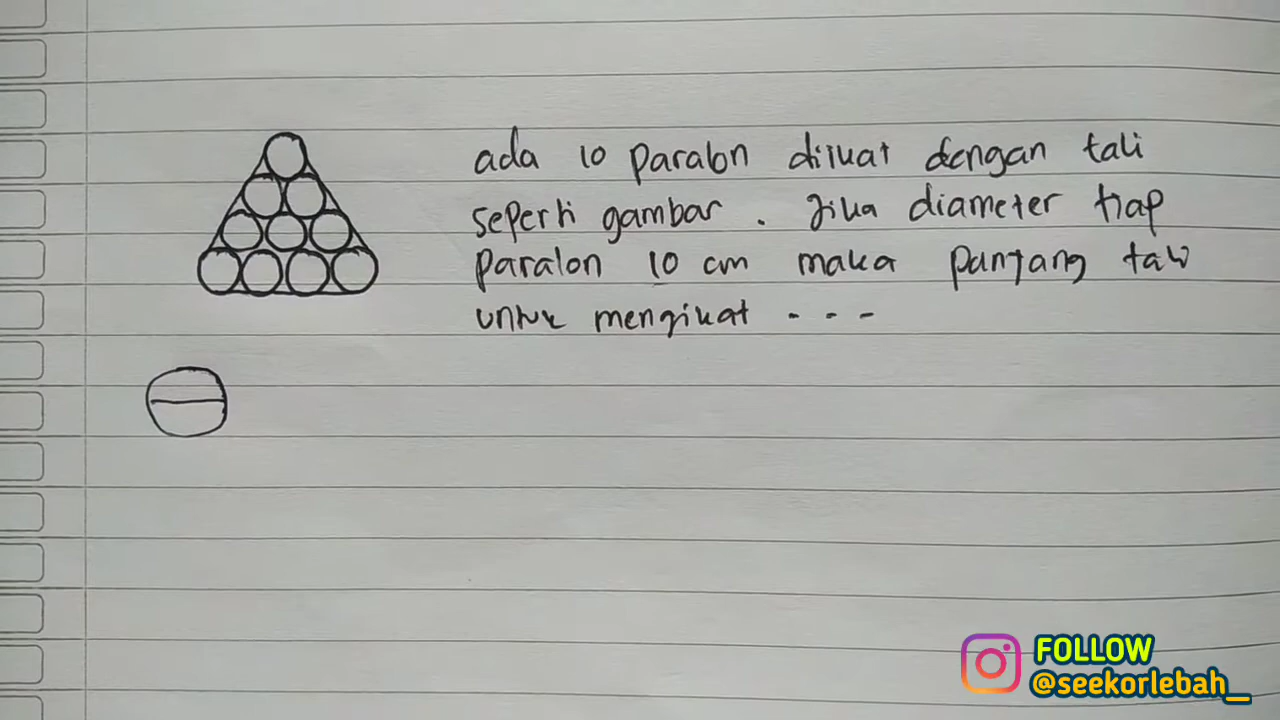 ada 10 paralon diikat dengan tali
seperti gambar . Jika diameter tiap
paralon 10 cm maka panjang tali
untuk mengikat - - -
FOLLOW
@seekorlebah_